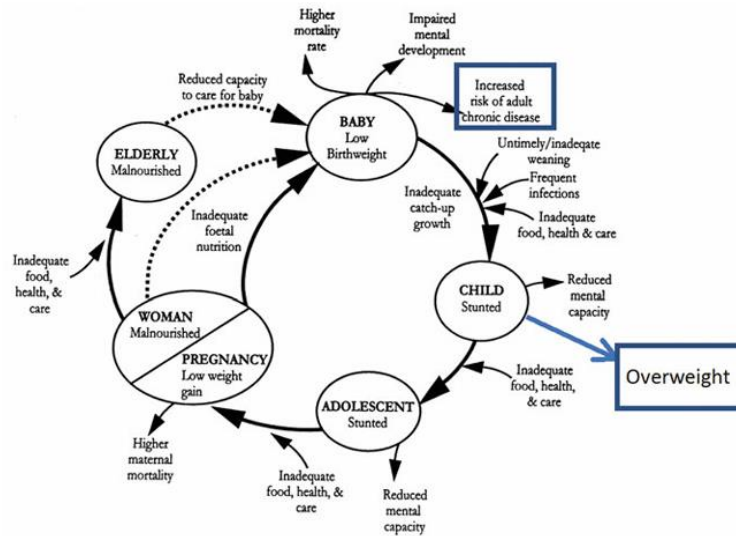 Higher
mortality
rate
Impaired
mental
development
Increased
risk of adult
chronic disease
Reduced capacity
to care for baby
BABY
Low
Birthweight
ELDERLY
Malnourished
Untimely/inadeqate
weaning
Frequent
infections
Inadequate
food, health & care
Inadequate
catch-up
growth
Inadequate
foetal
nutrition
Inadequate
food,
health, &
care
CHILD
Stunted
Reduced
mental
capacity
WOMAN
Malnourished
PREGNANCY
Low weight
gain
Inadequate
food, health,
& care
Overweight
ADOLESCENT
Stunted
Higher
maternal
mortality
Inadequate
food, health, &
care
Reduced
mental
capacity